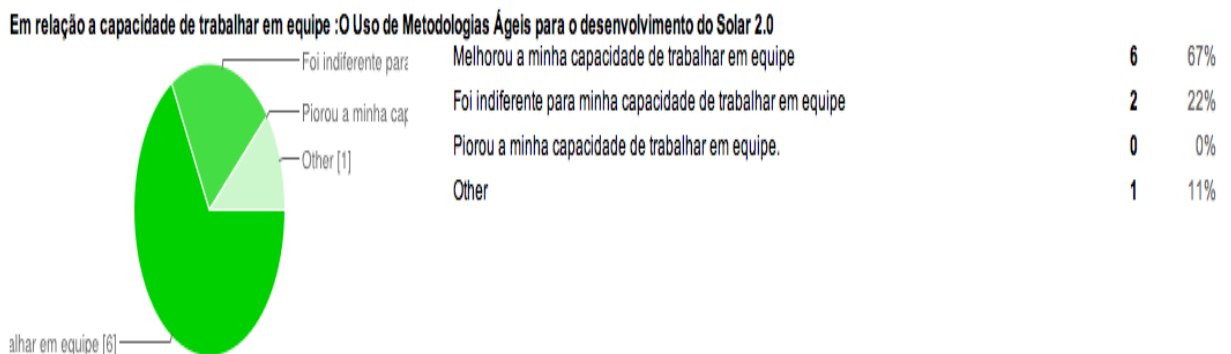 Em relação a capacidade de trabalhar em equipe :O Uso de Metodologias Ágeis para o desenvolvimento do Solar 2.0
Foi indiferente para
Piorou a minha cap
Other [1]
alhar em equipe [6]
Melhorou a minha capacidade de trabalhar em equipe 6 67%
Foi indiferente para minha capacidade de trabalhar em equipe 2 22%
Piorou a minha capacidade de trabalhar em equipe. 0 0%
Other 1 11%